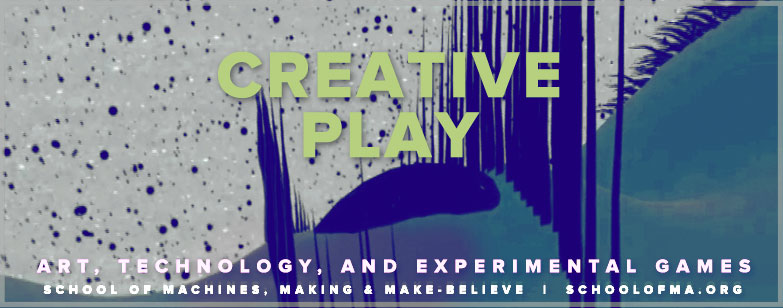 CREATIVE
PLAY
ART, TECHNOLOGY, AND EXPERIMENTAL GAMES
SCHOOL OF MACHINES, MAKING & MAKE-BELIEVE | SCHOOLOFMA.ORG